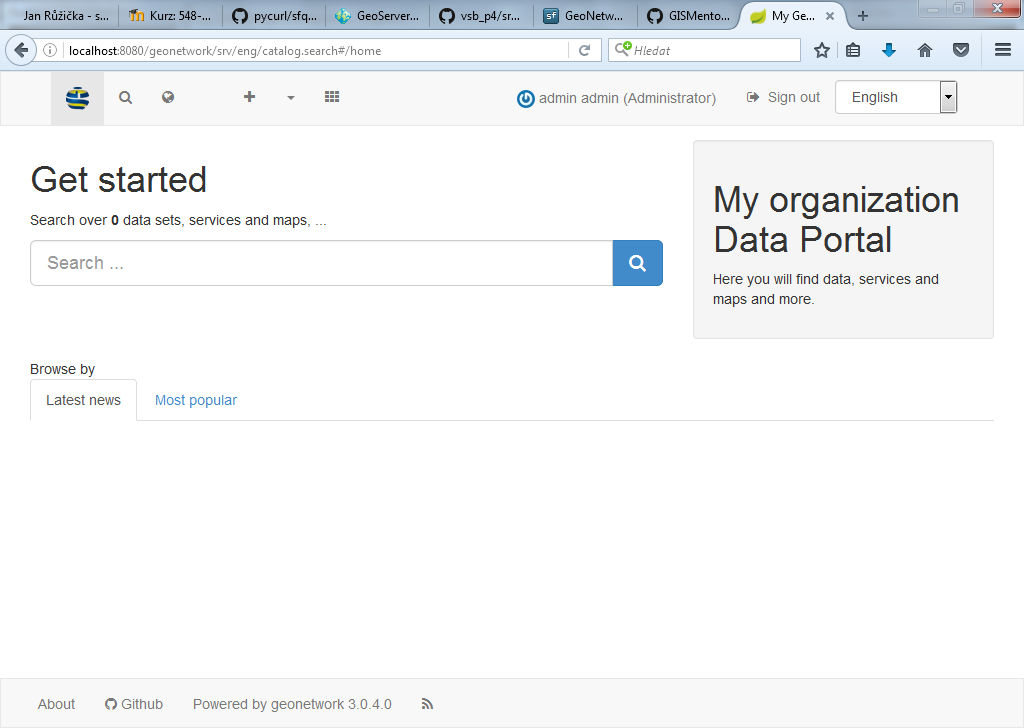 Jan Růžička - s...
Kurz: 548-...
pycurl/sfq...
GeoServer...
vsb_p4/sr...
sf GeoNetw...
GISMento...
My Ge...
localhost:8080/geonetwork/srv/eng/catalog.search#/home
Hledat
admin admin (Administrator)
Sign out
English
Get started
Search over 0 data sets, services and maps, ...
Search ...
My organization
Data Portal
Here you will find data, services and
maps and more.
Browse by
Latest news
Most popular
About
Github
Powered by geonetwork 3.0.4.0